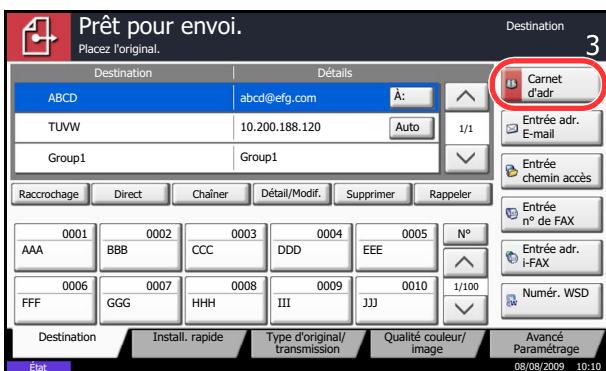 Prêt pour envoi.
Placez l'original.
Destination
3
Destination Détails
ABCD abcd@efg.com À:
TUVW 10.200.188.120 Auto
1/1
Group1 Group1
Raccrochage Direct Chaîner Détail/Modif. Supprimer Rappeler
0001 0002 0003 0004 0005 N°
AAA BBB CCC DDD EEE
0006 0007 0008 0009 0010 1/100
FFF GGG HHH III JJJ
Carnet
d'adr
Entrée adr.
E-mail
Entrée
chemin accès
Entrée
n° de FAX
Entrée adr.
i-FAX
Numér. WSD
Destination
Install. rapide
Type d'original/
transmission
Qualité couleur/
image
Avancé
Paramétrage
État
08/08/2009 10:10